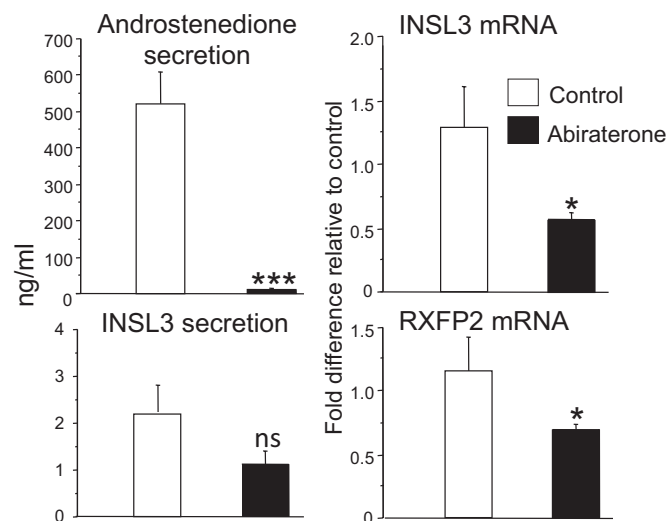 Androstenedione
secretion
700
600
500
400
300
200
100
0
***
ng/ml
INSL3 mRNA
2.0
1.5
1.0
0.5
0
Control
Abiraterone
*
Fold difference relative to control
INSL3 secretion
4
3
2
1
0
ns
RXFP2 mRNA
1.5
1.0
0.5
0.0
*